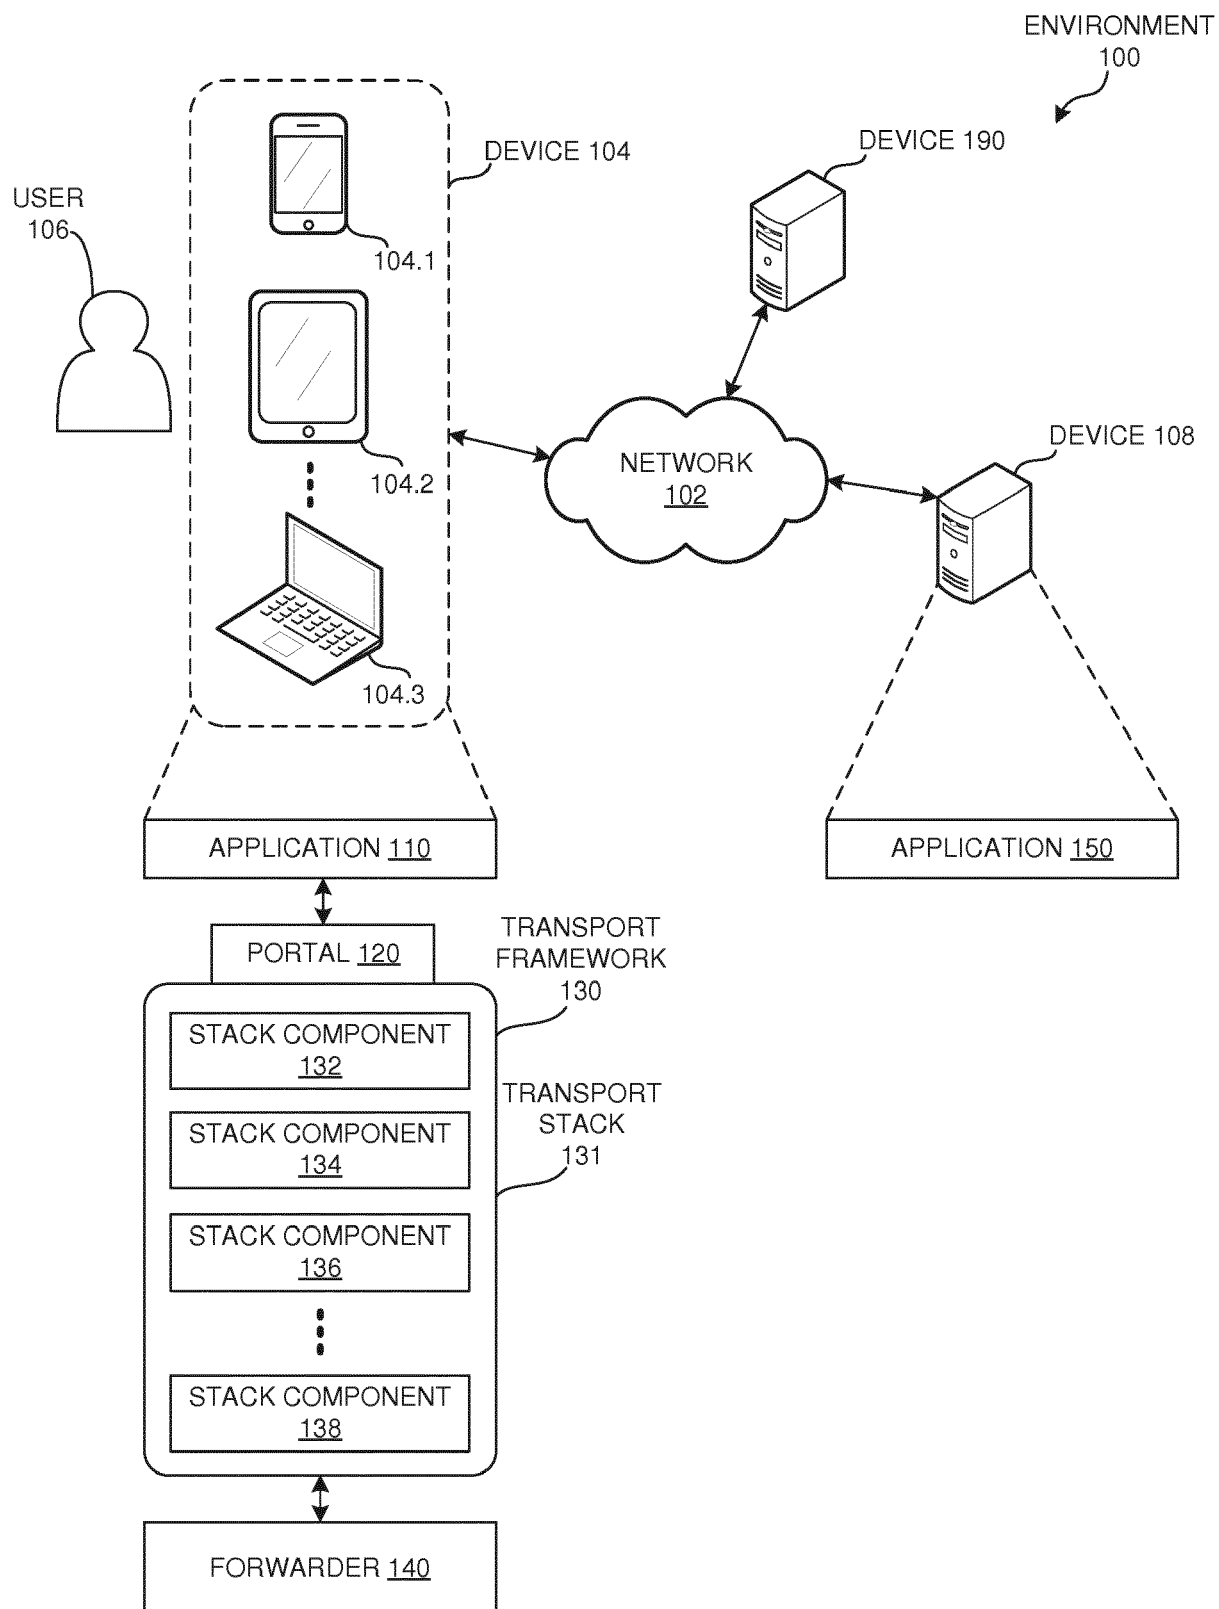 ENVIRONMENT
100
DEVICE 190
DEVICE 104
USER
106
104.1
DEVICE 108
NETWORK
102
104.2
104.3
APPLICATION 110
APPLICATION 150
PORTAL 120
TRANSPORT
FRAMEWORK
130
STACK COMPONENT
132
TRANSPORT
STACK
131
STACK COMPONENT
134
STACK COMPONENT
136
STACK COMPONENT
138
FORWARDER 140